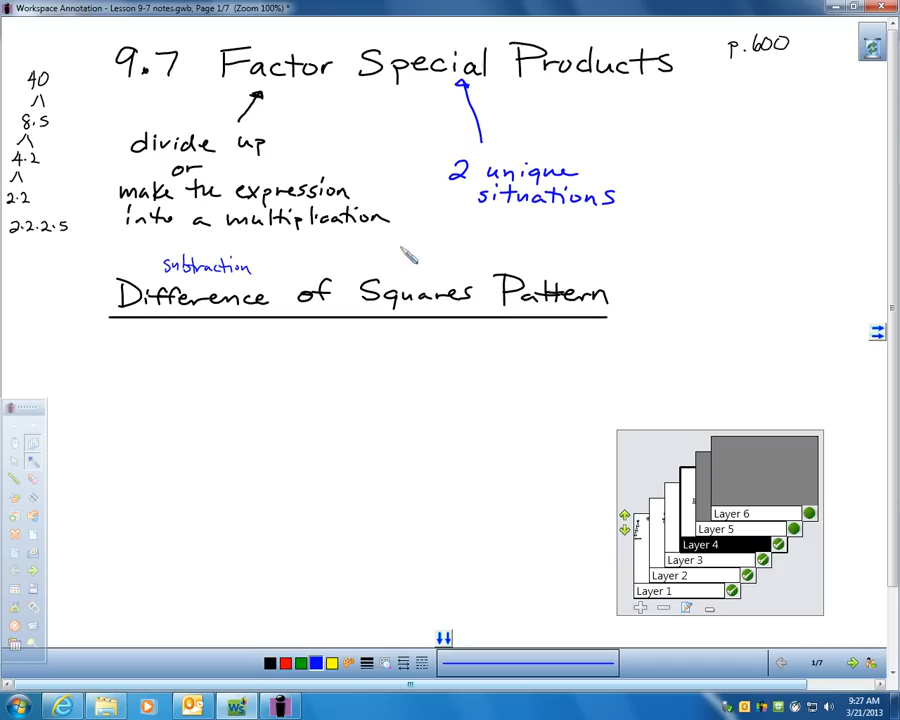 Workspace Annotation - Lesson 9-7 notes.gwb, Page 1/7 (Zoom 100%) *
9.7 Factor Special Products
p.600
40
8.5
4.2
2.2
2.2.2.5
divide up
or
make the expression
into a multiplication
2 unique
situations
subtraction
Difference of Squares Pattern
Layer 6
Layer 5
Layer 4
Layer 3
Layer 2
Layer 1
1/7
9:27 AM
3/21/2013